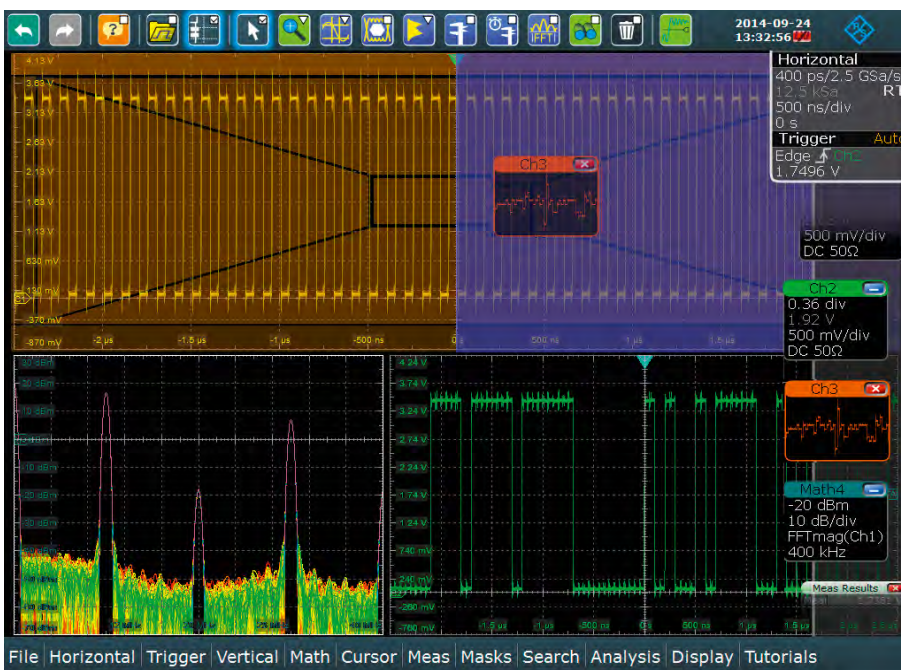 2014-09-24
13:32:56
(FFT)
Horizontal
400 ps/2.5 GSa/s
12.5 kSa RT
500 ns/div
0 s
Trigger Auto
Edge Ch2
1.7496 V
4.13 V
3.63 V
3.13 V
2.63 V
2.13 V
1.63 V
1.13 V
630 mV
130 mV
-370 mV
-870 mV
-2 µs
-1.5 µs
-1 µs
-500 ns
500 ns
1 µs
1.5 µs
Ch3
500 mV/div
DC 50Ω
Ch2
0.36 div
1.92 V
500 mV/div
DC 50Ω
Ch3
Math4
-20 dBm
10 dB/div
FFTmag(Ch1)
400 kHz
Meas Results
4.24 V
3.74 V
3.24 V
2.74 V
2.24 V
1.74 V
1.24 V
740 mV
240 mV
-260 mV
-760 mV
-1.5 µs
-1 µs
-500 ns
0 s
500 ns
1 µs
1.5 µs
File Horizontal Trigger Vertical Math Cursor Meas Masks Search Analysis Display Tutorials